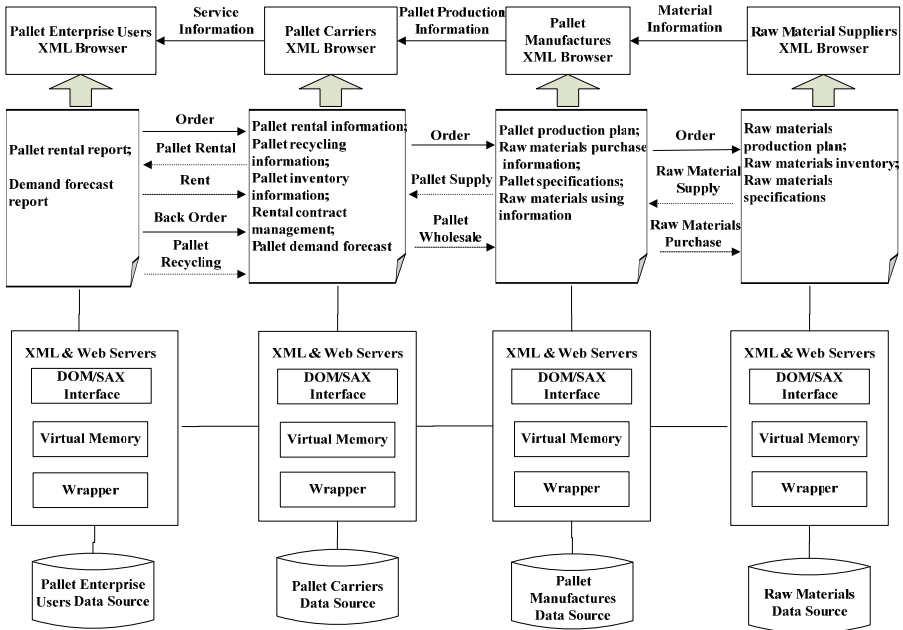 Pallet Enterprise Users
XML Browser
Service
Information
Pallet Carriers
XML Browser
Pallet Production
Information
Pallet
Manufactures
XML Browser
Material
Information
Raw Material Suppliers
XML Browser
Pallet rental report;
Demand forecast
report
Order
Pallet Rental
Rent
Back Order
Pallet
Recycling
Pallet rental information;
Pallet recycling
information;
Pallet inventory
information;
Rental contract
management;
Pallet demand forecast
Order
Pallet Supply
Pallet
Wholesale
Pallet production plan;
Raw materials purchase
information;
Pallet specifications;
Raw materials using
information
Order
Raw Material
Supply
Raw Materials
Purchase
Raw materials
production plan;
Raw materials inventory;
Raw materials
specifications
XML & Web Servers
DOM/SAX
Interface
Virtual Memory
Wrapper
XML & Web Servers
DOM/SAX
Interface
Virtual Memory
Wrapper
XML & Web Servers
DOM/SAX
Interface
Virtual Memory
Wrapper
XML & Web Servers
DOM/SAX
Interface
Virtual Memory
Wrapper
Pallet Enterprise
Users Data Source
Pallet Carriers
Data Source
Pallet
Manufactures
Data Source
Raw Materials
Data Source